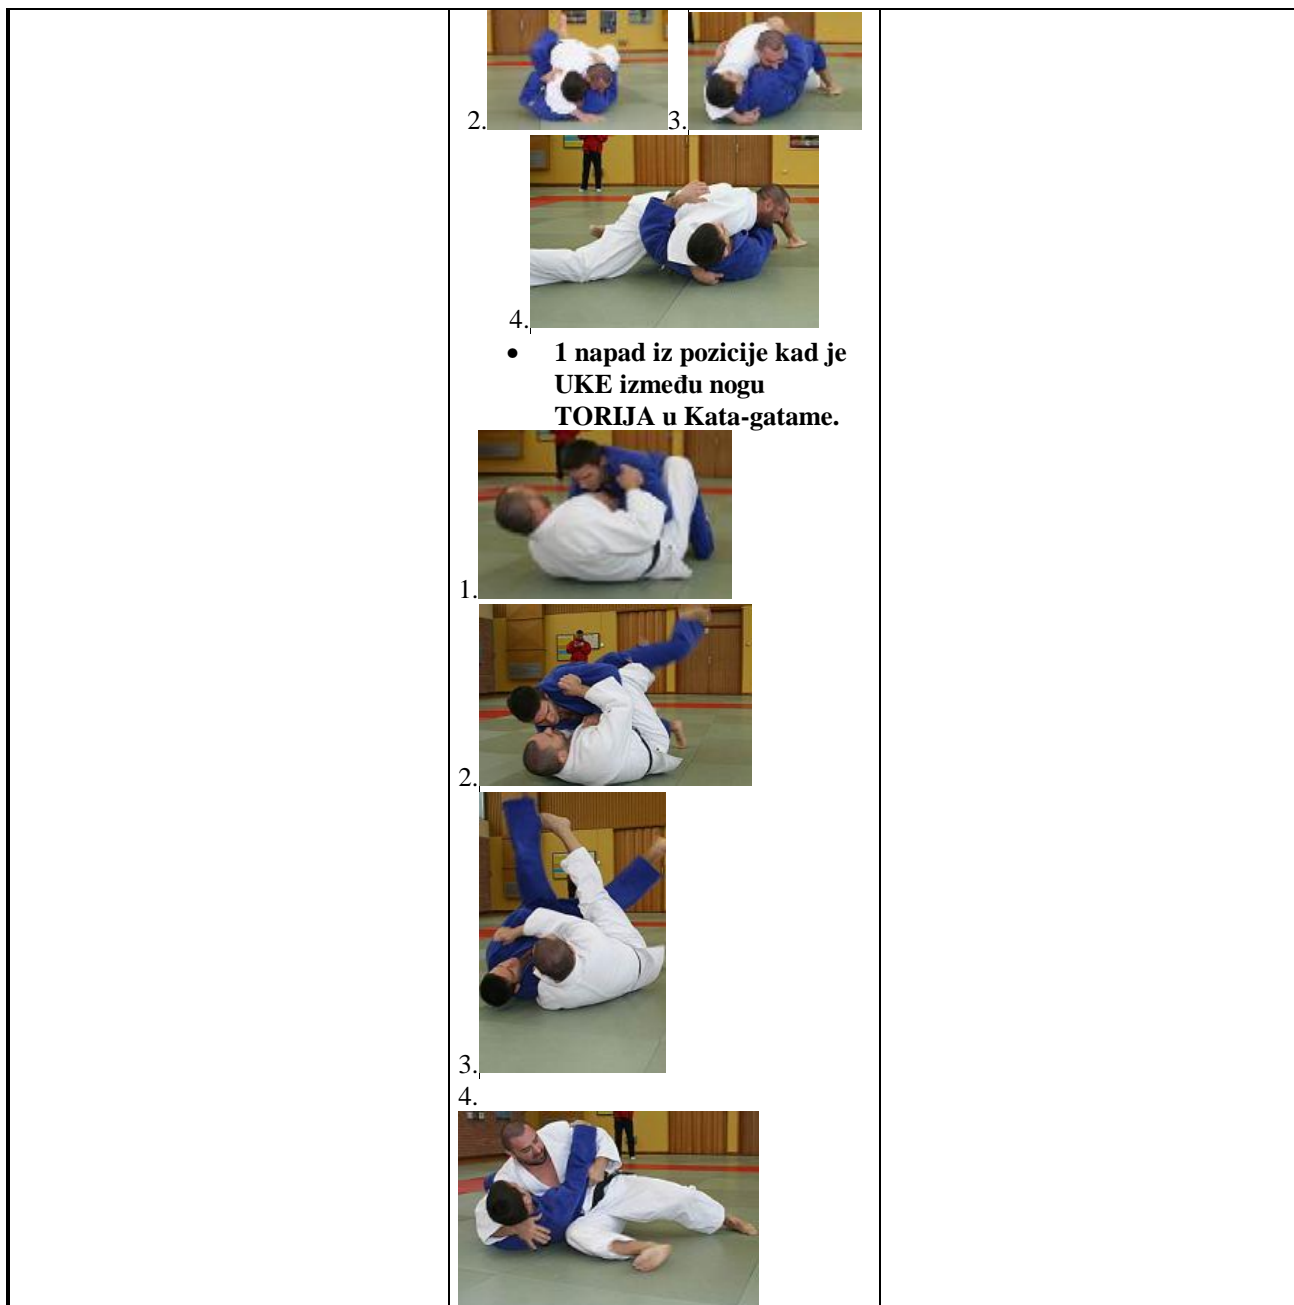 2. 3.
4.
• 1 napad iz pozicije kad je
UKE između nogu
TORIJA u Kata-gatame.
1.
2.
3.
4.